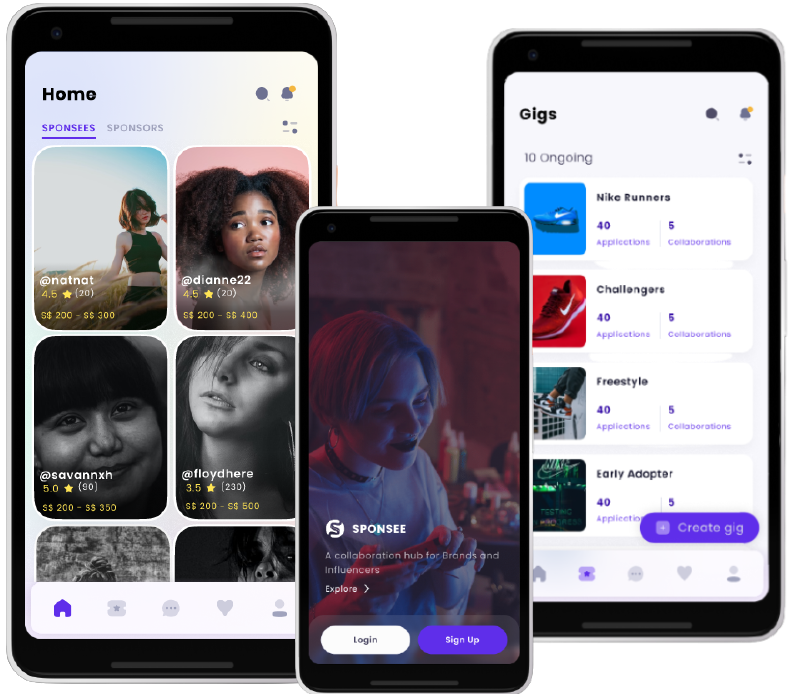 Home
SPONSEES SPONSORS
@natnat
4.5 (20)
S$ 200 - S$ 300
@dianne22
4.5 (20)
S$ 200 - S$ 400
@savannxh
5.0 (90)
S$ 200 - S$ 350
@floydhere
3.5 (230)
S$ 200 - S$ 500
SPONSEE
A collaboration hub for Brands and
Influencers
Explore
Login Sign Up
Gigs
10 Ongoing
Nike Runners
40 5
Applications Collaborations
Challengers
40 5
Applications Collaborations
Freestyle
40 5
Applications Collaborations
Early Adopter
40 5
Create gig